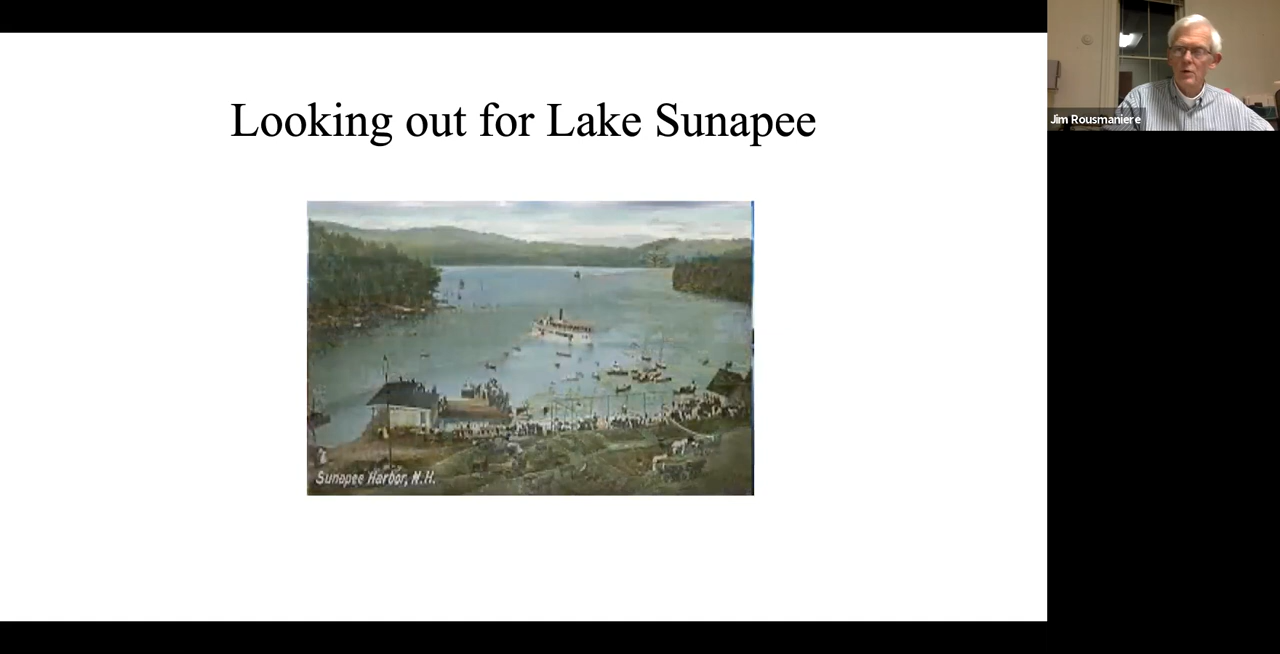 Looking out for Lake Sunapee
Jim Rousmaniere
Sunapee Harbor, N.H.